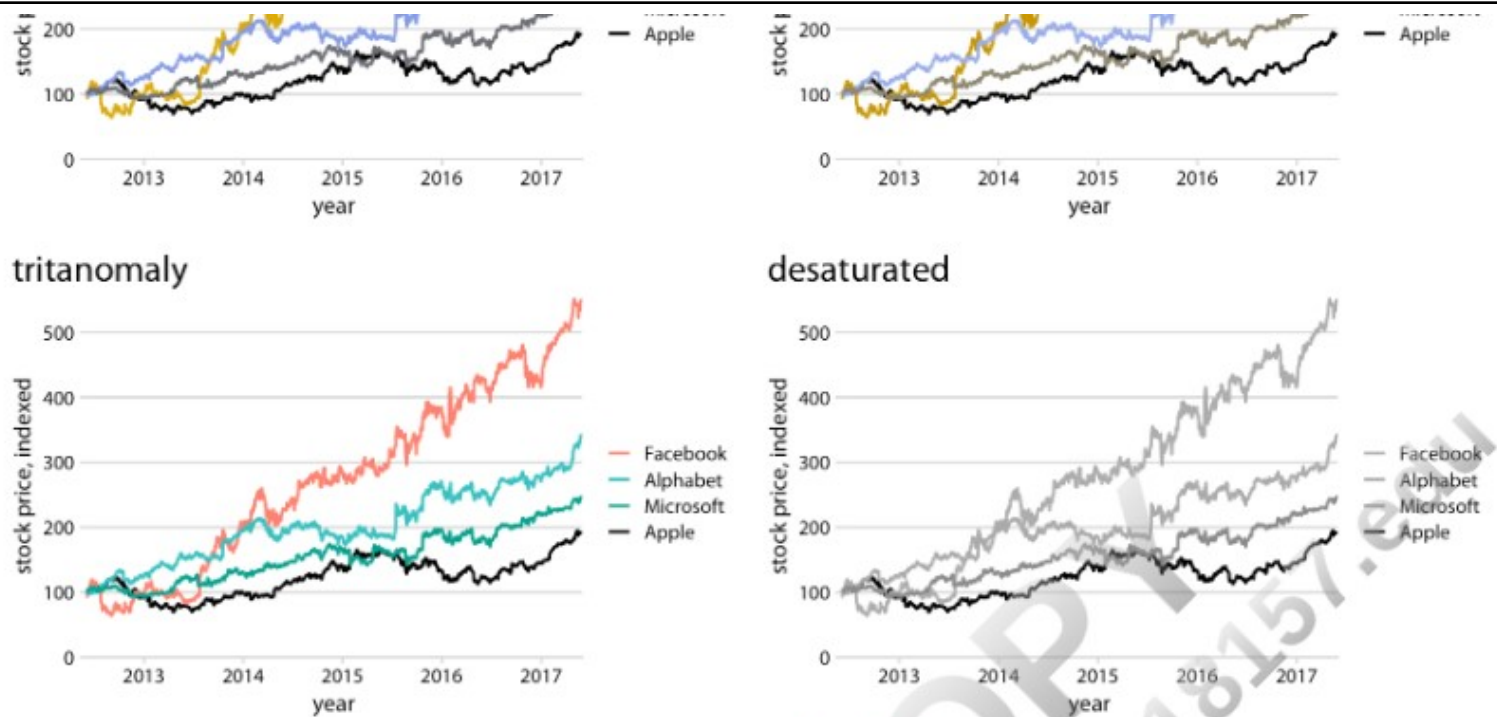 stock p
200
100
0
2013 2014 2015 2016 2017
year
Apple
stock p
200
100
0
2013 2014 2015 2016 2017
year
Apple
tritanomaly
stock price, indexed
500
400
300
200
100
0
2013 2014 2015 2016 2017
year
Facebook
Alphabet
Microsoft
Apple
desaturated
stock price, indexed
500
400
300
200
100
0
2013 2014 2015 2016 2017
year
Facebook
Alphabet
Microsoft
Apple
OPY
48157.edu